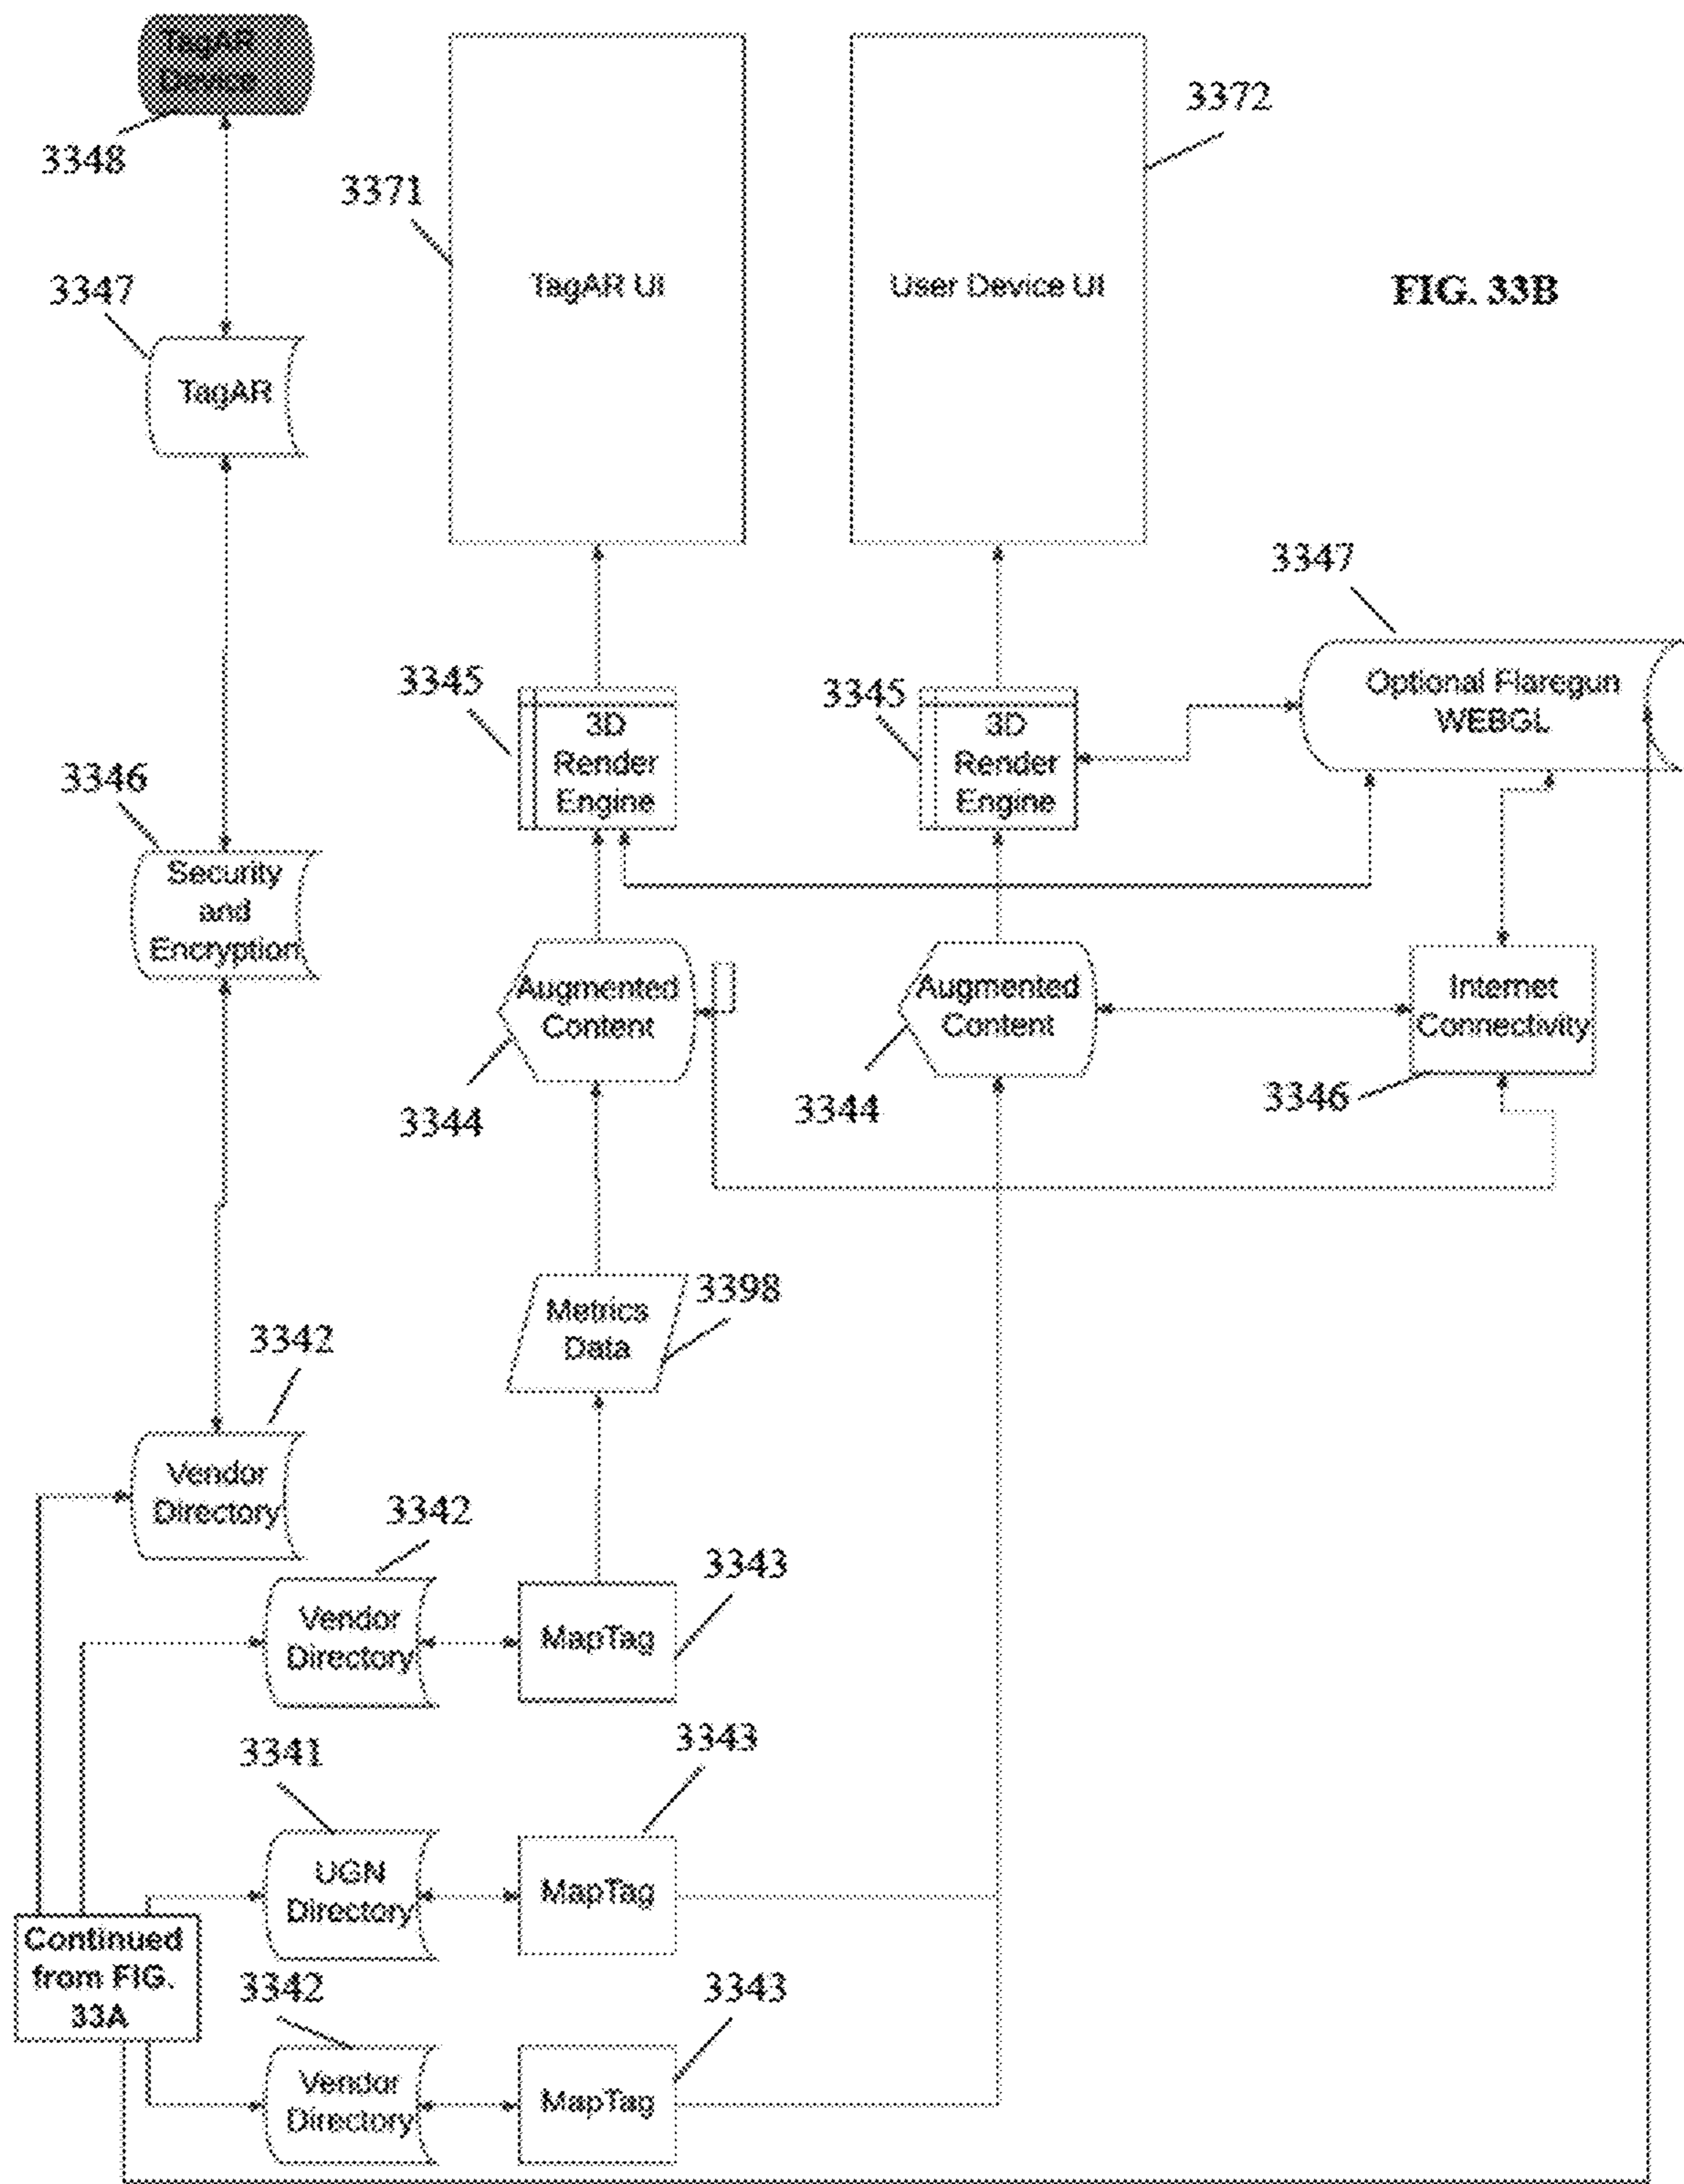 TagAR
Device
3348
3372
3371
3347
TagAR UI
User Device UI
FIG. 33B
TagAR
3347
Optional Flaregun
WEBGL
3345
3D
Render
Engine
3345
3D
Render
Engine
3346
Security
and
Encryption
Augmented
Content
Augmented
Content
Internet
Connectivity
3344
3344
3346
Metrics
Data
3398
3342
Vendor
Directory
3342
Vendor
Directory
3343
MapTag
3341
UGN
Directory
3343
MapTag
Continued
from FIG.
33A
3342
Vendor
Directory
3343
MapTag